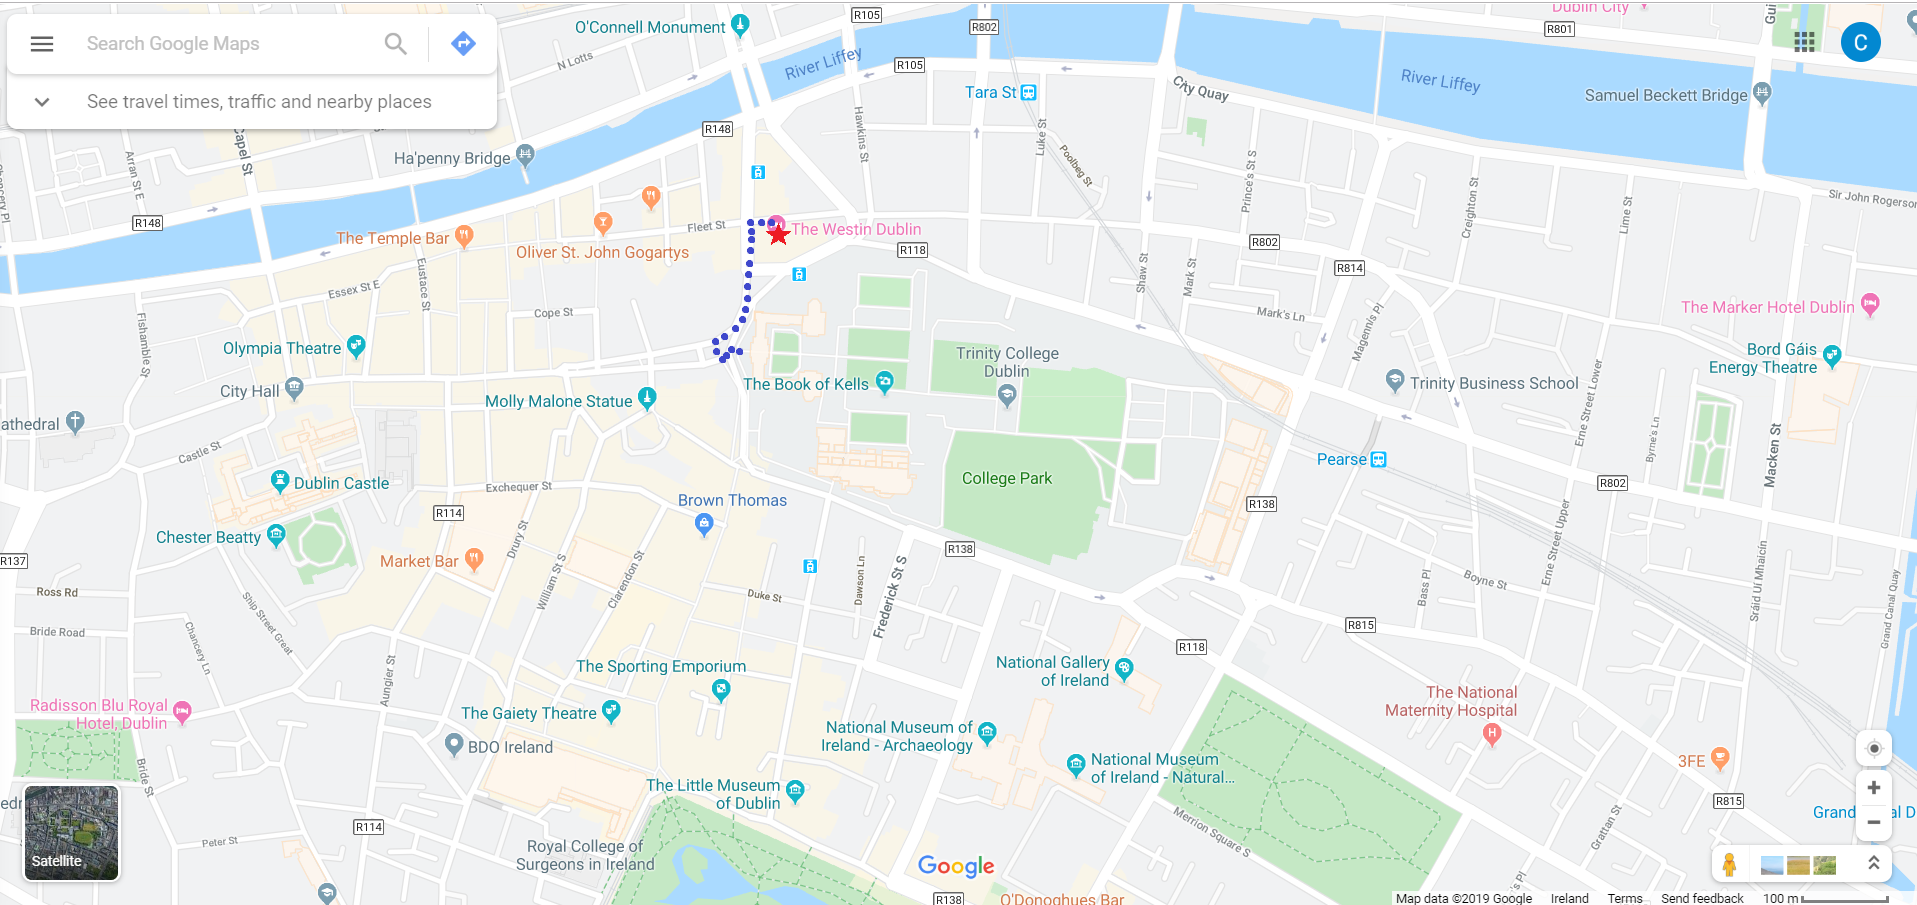 Search Google Maps
See travel times, traffic and nearby places
O'Connell Monument
R105
R802
Dublin City
R801
C
N Lotts
River Liffey
R105
River Liffey
Tara St
City Quay
Samuel Beckett Bridge
Capel St
R148
Hawkins St
Luke St
Poolbeg St
Ha'penny Bridge
Arran St E
Prince's St S
Creighton St
Lime St
Sir John Rogerson
R148
Fleet St
The Westin Dublin
The Temple Bar
Oliver St. John Gogartys
R118
R802
R814
Shaw St
Mark St
Eustace St
Essex St E
Fishamble St
Cope St
Mark's Ln
Magennis Pl
The Marker Hotel Dublin
Olympia Theatre
Trinity College
Dublin
Bord Gáis
Energy Theatre
City Hall
The Book of Kells
Trinity Business School
Molly Malone Statue
Erne Street Lower
athedral
Castle St
Byrne's Ln
Macken St
Pearse
Dublin Castle
Exchequer St
Brown Thomas
College Park
R802
R114
R138
Chester Beatty
Drury St
Erne Street Upper
R137
Market Bar
William St S
Clarendon St
R138
Dawson Ln
Frederick St S
Sráid Uí Mhaicín
Ross Rd
Ship Street Great
Duke St
Bass Pl
Boyne St
Grand Canal Quay
Bride Road
Chancery Ln
R815
R118
Aungier St
The Sporting Emporium
National Gallery
of Ireland
Radisson Blu Royal
Hotel, Dublin
The Gaiety Theatre
The National
Maternity Hospital
National Museum of
Ireland - Archaeology
BDO Ireland
National Museum
of Ireland - Natural...
3FE
Bride St
The Little Museum
of Dublin
R815
Merrion Square S
Grattan St
R114
Peter St
Royal College of
Surgeons in Ireland
Satellite
Google
R138
O'Donoghues Bar
Map data ©2019 Google Ireland Terms Send feedback 100 m